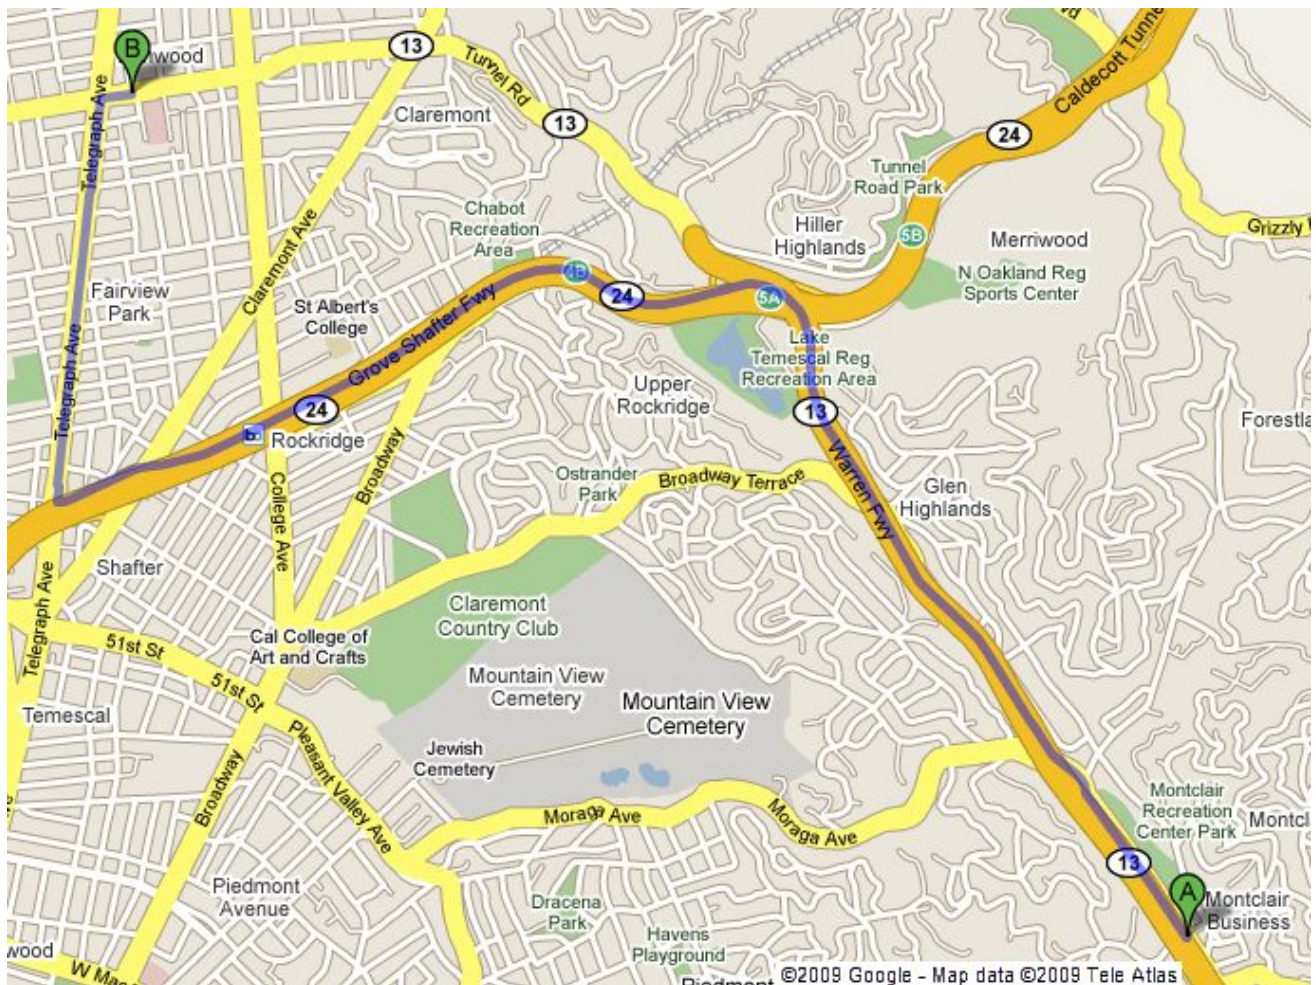 B
nwood
13
Tunnel Rd
Claremont
13
Caldecott Tunne
24
Tunnel
Road Park
Telegraph Ave
Claremont Ave
Chabot
Recreation
Area
Hiller
Highlands
5B
Merriwood
Grizzly
N Oakland Reg
Sports Center
Fairview
Park
St Albert's
College
4B
24
5A
Grove Shafter Fwy
Lake
Temescal Reg
Recreation Area
Telegraph Ave
Upper
Rockridge
24
13
Rockridge
Forestla
Broadway
Warren Fwy
Ostrander
Park
Broadway Terrace
Glen
Highlands
College Ave
Shafter
Telegraph Ave
Claremont
Country Club
51st St
Cal College of
Art and Crafts
51st St
Mountain View
Cemetery
Mountain View
Cemetery
Temescal
Pleasant Valley Ave
Jewish
Cemetery
Broadway
Moraga Ave
Moraga Ave
Montclair
Recreation
Center Park
Montcl
13
A
Piedmont
Avenue
Dracena
Park
Montclair
Business
Havens
Playground
wood
W Mac
Piedmont
©2009 Google - Map data ©2009 Tele Atlas